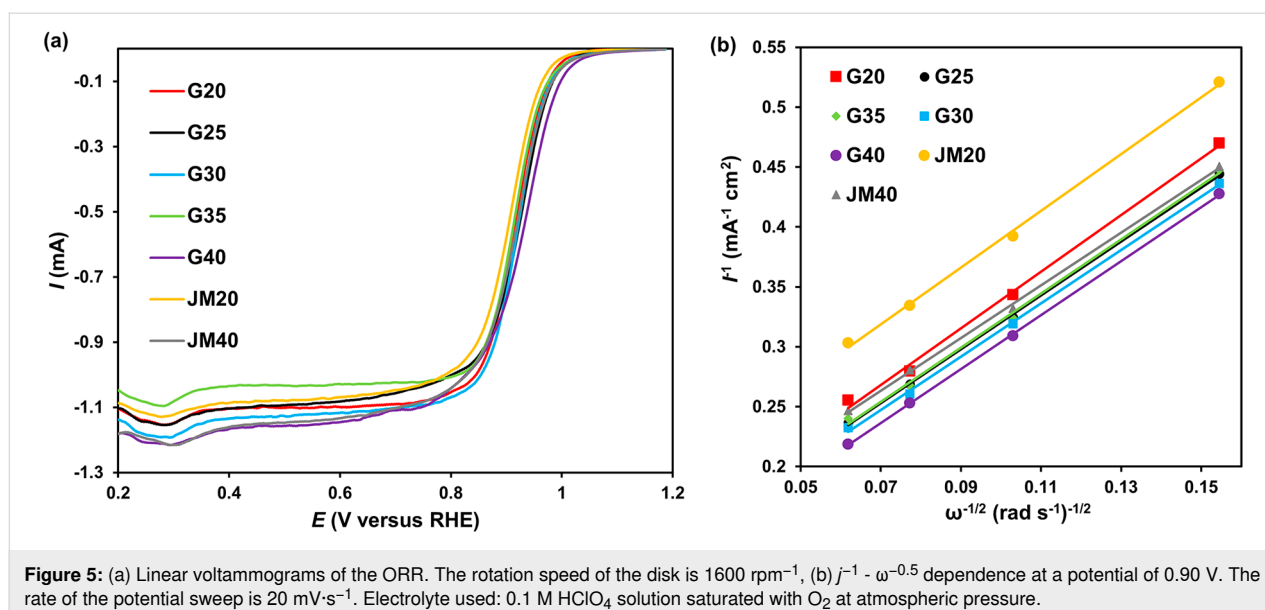 (a)
-0.1
-0.3
-0.5
-0.7
-0.9
-1.1
-1.3
I (mA)
G20
G25
G30
G35
G40
JM20
JM40
0.2 0.4 0.6 0.8 1 1.2
E (V versus RHE)
(b)
0.55
0.5
0.45
0.4
0.35
0.3
0.25
0.2
j⁻¹ (mA⁻¹ cm²)
G20 G25
G35 G30
G40 JM20
JM40
0.05 0.07 0.09 0.11 0.13 0.15
ω⁻¹/² (rad s⁻¹)⁻¹/²
Figure 5: (a) Linear voltammograms of the ORR. The rotation speed of the disk is 1600 rpm⁻¹, (b) j⁻¹ - ω⁻⁰·⁵ dependence at a potential of 0.90 V. The
rate of the potential sweep is 20 mV·s⁻¹. Electrolyte used: 0.1 M HClO₄ solution saturated with O₂ at atmospheric pressure.